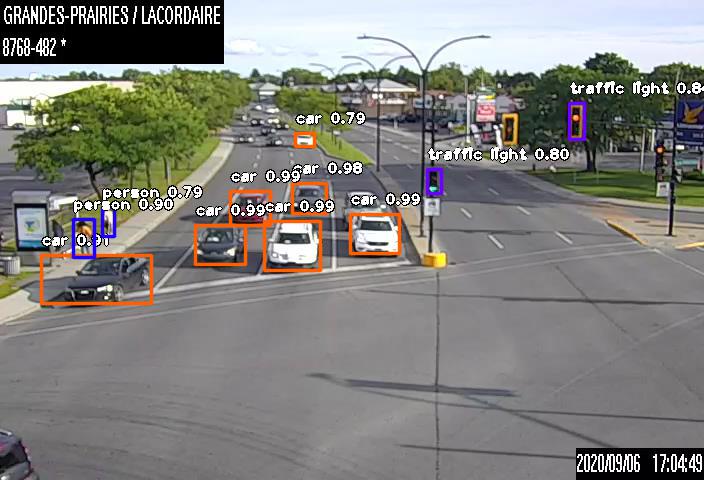 GRANDES-PRAIRIES / LACORDAIRE
8768-482 *
traffic light 0.84
car 0.79
traffic light 0.80
car 0.98
car 0.99
person 0.79
car 0.99
person 0.90
car 0.99
car 0.99
car 0.91
2020/09/06 17:04:49